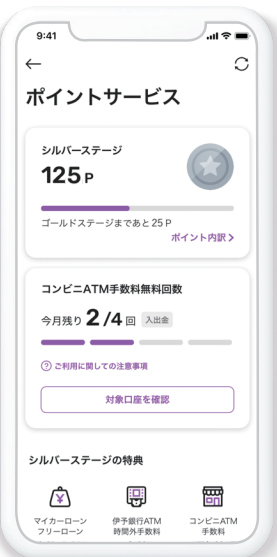 9:41
ポイントサービス
シルバーステージ
125 P
ゴールドステージまであと 25 P
ポイント内訳
コンビニATM手数料無料回数
今月残り 2 /4 回 入出金
? ご利用に関しての注意事項
対象口座を確認
シルバーステージの特典
マイカーローン
フリーローン
伊予銀行ATM
時間外手数料
コンビニATM
手数料